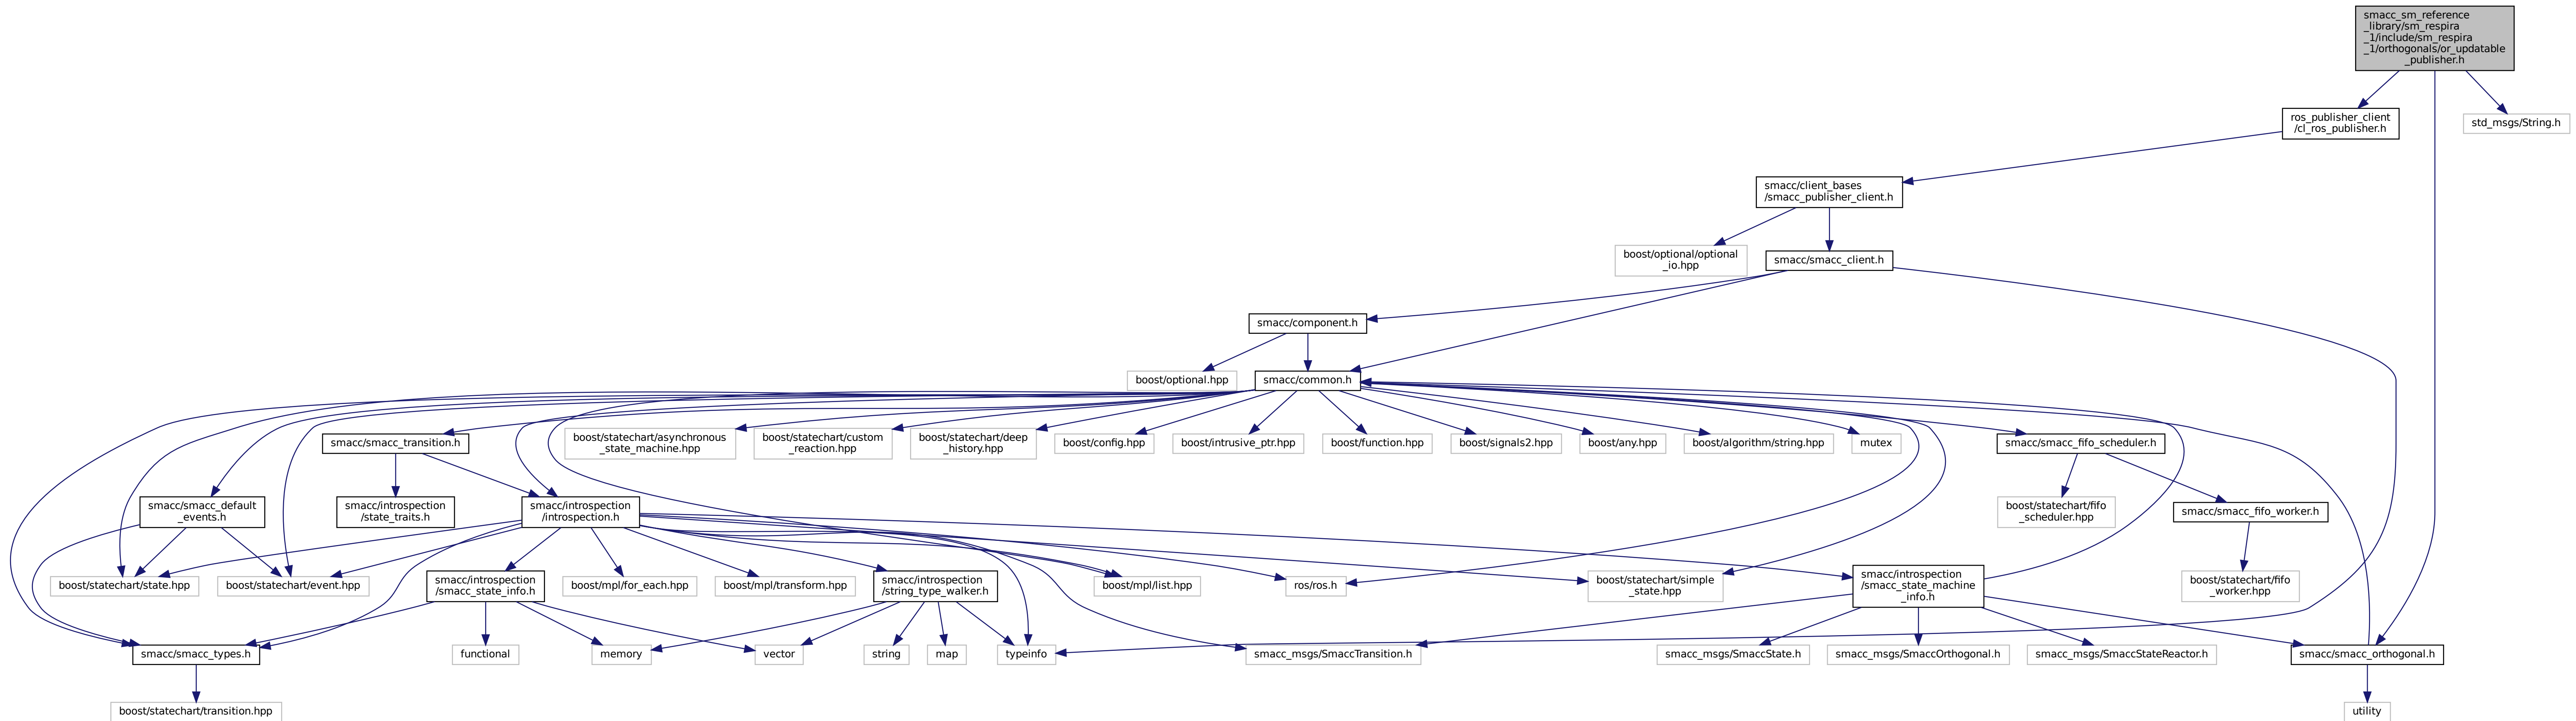 smacc_sm_reference
_library/sm_respira
_1/include/sm_respira
_1/orthogonals/or_updatable
_publisher.h
ros_publisher_client
/cl_ros_publisher.h
std_msgs/String.h
smacc/client_bases
/smacc_publisher_client.h
boost/optional/optional
_io.hpp
smacc/smacc_client.h
smacc/component.h
boost/optional.hpp
smacc/common.h
smacc/smacc_transition.h
boost/statechart/asynchronous
_state_machine.hpp
boost/statechart/custom
_reaction.hpp
boost/statechart/deep
_history.hpp
boost/config.hpp
boost/intrusive_ptr.hpp
boost/function.hpp
boost/signals2.hpp
boost/any.hpp
boost/algorithm/string.hpp
mutex
smacc/smacc_fifo_scheduler.h
smacc/smacc_default
_events.h
smacc/introspection
/state_traits.h
smacc/introspection
/introspection.h
boost/statechart/fifo
_scheduler.hpp
smacc/smacc_fifo_worker.h
boost/statechart/state.hpp
boost/statechart/event.hpp
smacc/introspection
/smacc_state_info.h
boost/mpl/for_each.hpp
boost/mpl/transform.hpp
smacc/introspection
/string_type_walker.h
boost/mpl/list.hpp
ros/ros.h
boost/statechart/simple
_state.hpp
smacc/introspection
/smacc_state_machine
_info.h
boost/statechart/fifo
_worker.hpp
smacc/smacc_types.h
functional
memory
vector
string
map
typeinfo
smacc_msgs/SmaccTransition.h
smacc_msgs/SmaccState.h
smacc_msgs/SmaccOrthogonal.h
smacc_msgs/SmaccStateReactor.h
smacc/smacc_orthogonal.h
boost/statechart/transition.hpp
utility